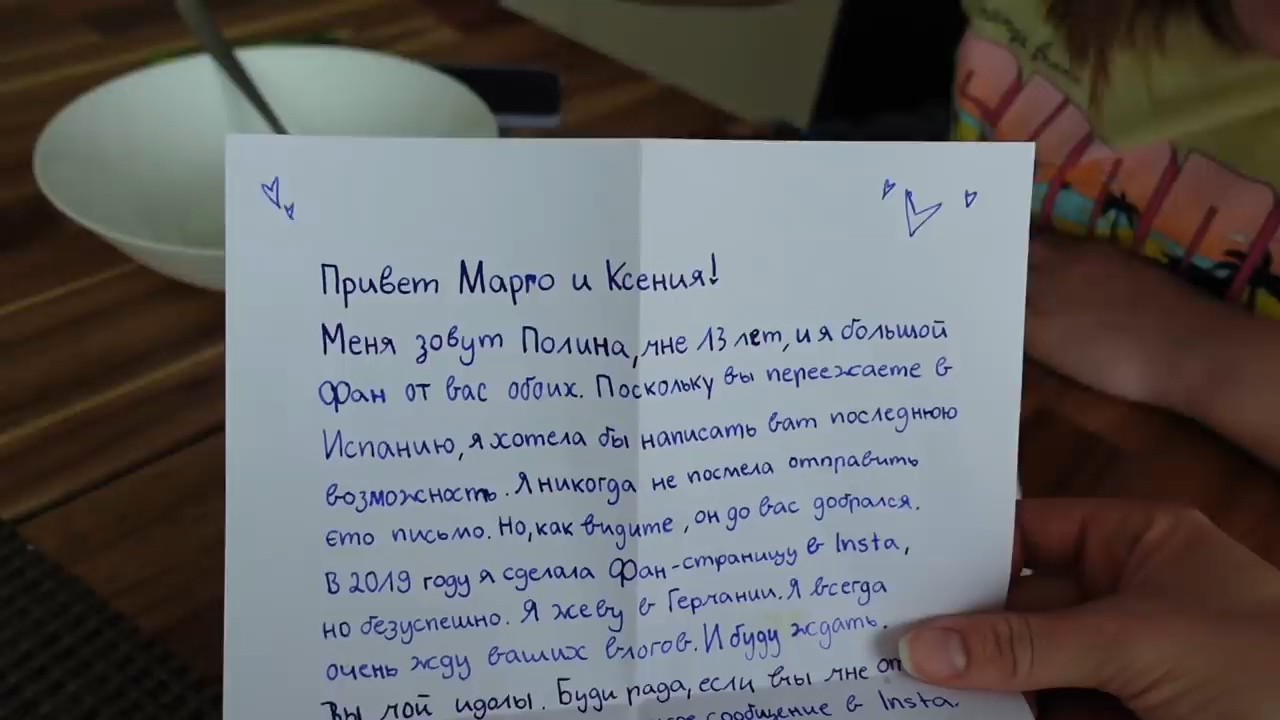 Привет Марго и Ксения!
Меня зовут Полина, мне 13 лет, и я большой
Фан от вас обоих. Поскольку вы переезжаете в
Испанию, я хотела бы написать вам последнюю
возможность. Я никогда не посмела отправить
ето письмо. Но, как видите, он до вас добрался.
В 2019 году я сделала Фан-страницу в Insta,
но безуспешно. Я жеву в Германии. Я всегда
очень жду ваших влогов. И буду ждать.
Вы мой идолы. Буди рада, если вы мне
сообщение в Insta.